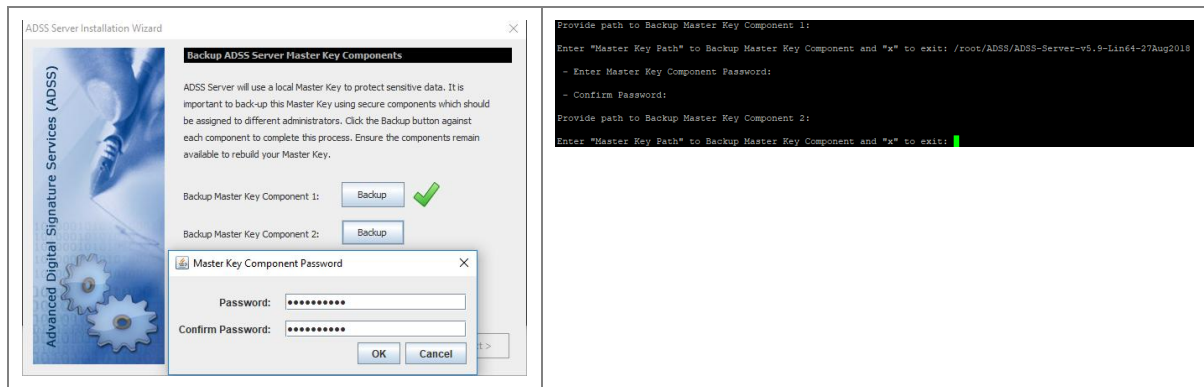 ADSS Server Installation Wizard
Advanced Digital Signature Services (ADSS)
Backup ADSS Server Master Key Components
ADSS Server will use a local Master Key to protect sensitive data. It is
important to back-up this Master Key using secure components which should
be assigned to different administrators. Click the Backup button against
each component to complete this process. Ensure the components remain
available to rebuild your Master Key.
Backup Master Key Component 1: Backup
Backup Master Key Component 2: Backup
Master Key Component Password
Password: ••••••••••
Confirm Password: ••••••••••
OK Cancel
t >
Provide path to Backup Master Key Component 1:
Enter "Master Key Path" to Backup Master Key Component and "x" to exit: /root/ADSS/ADSS-Server-v5.9-Lin64-27Aug2018
- Enter Master Key Component Password:
- Confirm Password:
Provide path to Backup Master Key Component 2:
Enter "Master Key Path" to Backup Master Key Component and "x" to exit: